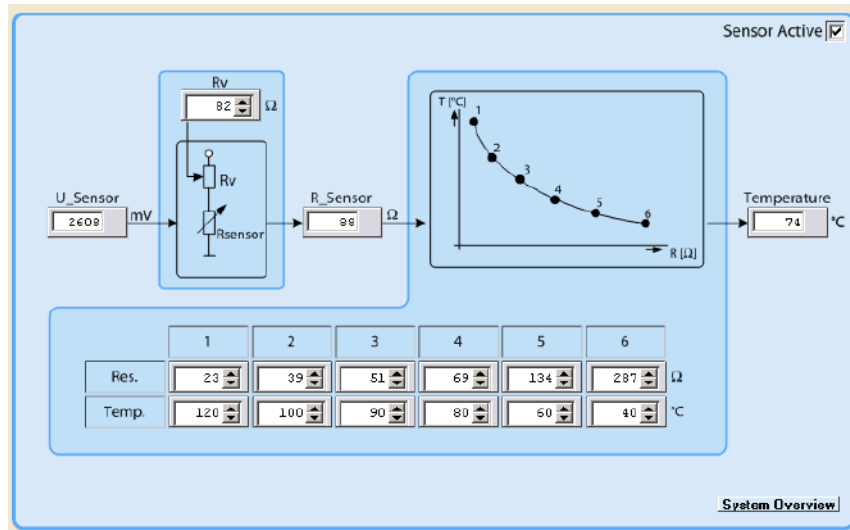 Sensor Active
Rv
82 Ω
T [°C]
1
2
3
4
5
6
R [Ω]
Rv
Rsensor
U_Sensor
2608 mV
R_Sensor
88 Ω
Temperature
74 °C
1 2 3 4 5 6
Res. 23 39 51 69 134 287 Ω
Temp. 120 100 90 80 60 40 °C
System Overview